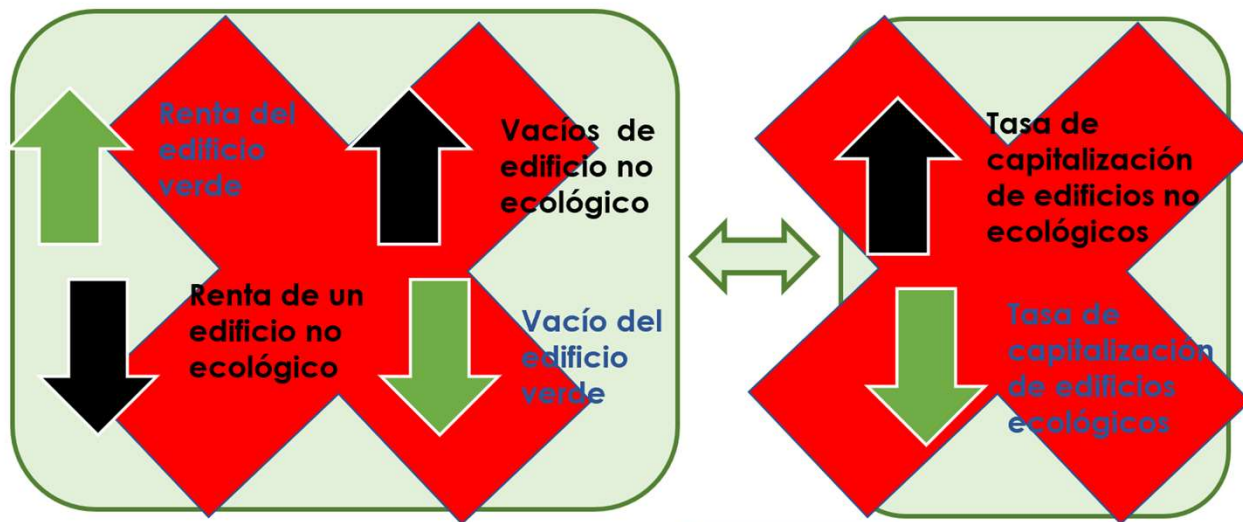 Renta del
edificio
verde
Vacíos de
edificio no
ecológico
Renta de un
edificio no
ecológico
Vacío del
edificio
verde
Tasa de
capitalización
de edificios no
ecológicos
Tasa de
capitalización
de edificios
ecológicos